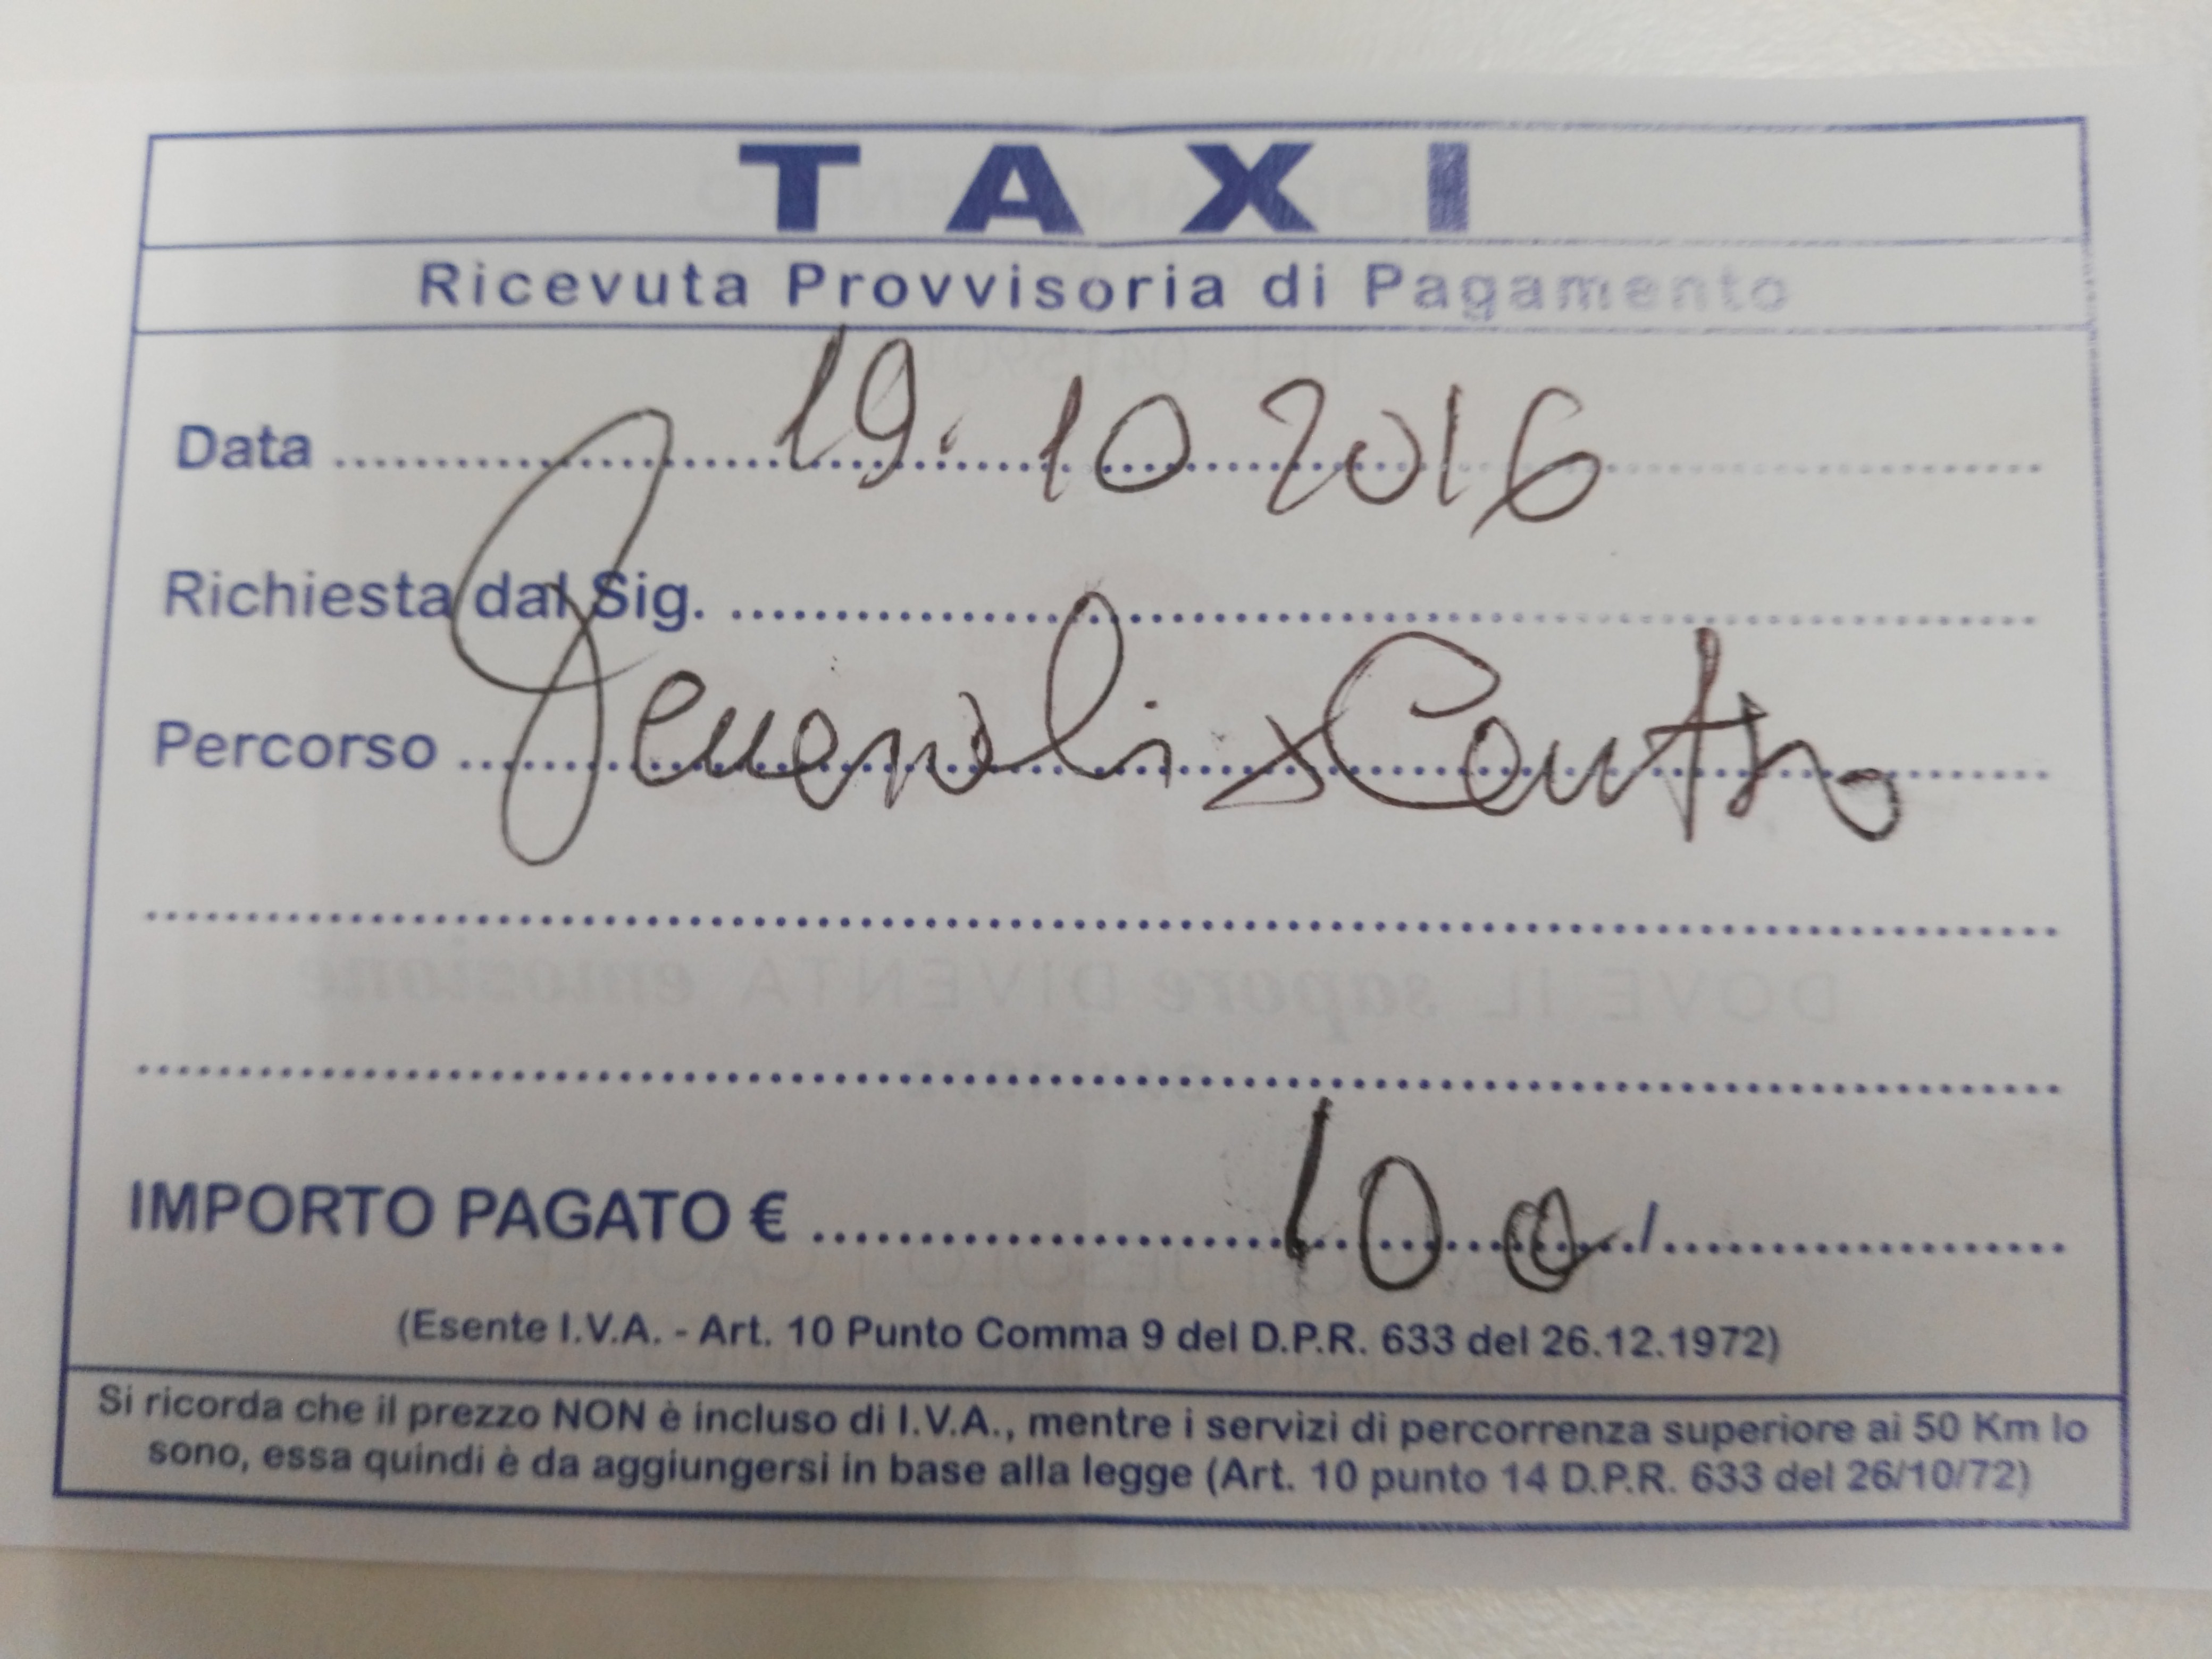 TAXI
Ricevuta Provvisoria di Pagamento
Data 19. 10 2016
Richiesta dal Sig.
Percorso Generali x Centro
IMPORTO PAGATO € 10 /
(Esente I.V.A. - Art. 10 Punto Comma 9 del D.P.R. 633 del 26.12.1972)
Si ricorda che il prezzo NON è incluso di I.V.A., mentre i servizi di percorrenza superiore ai 50 Km lo
sono, essa quindi è da aggiungersi in base alla legge (Art. 10 punto 14 D.P.R. 633 del 26/10/72)